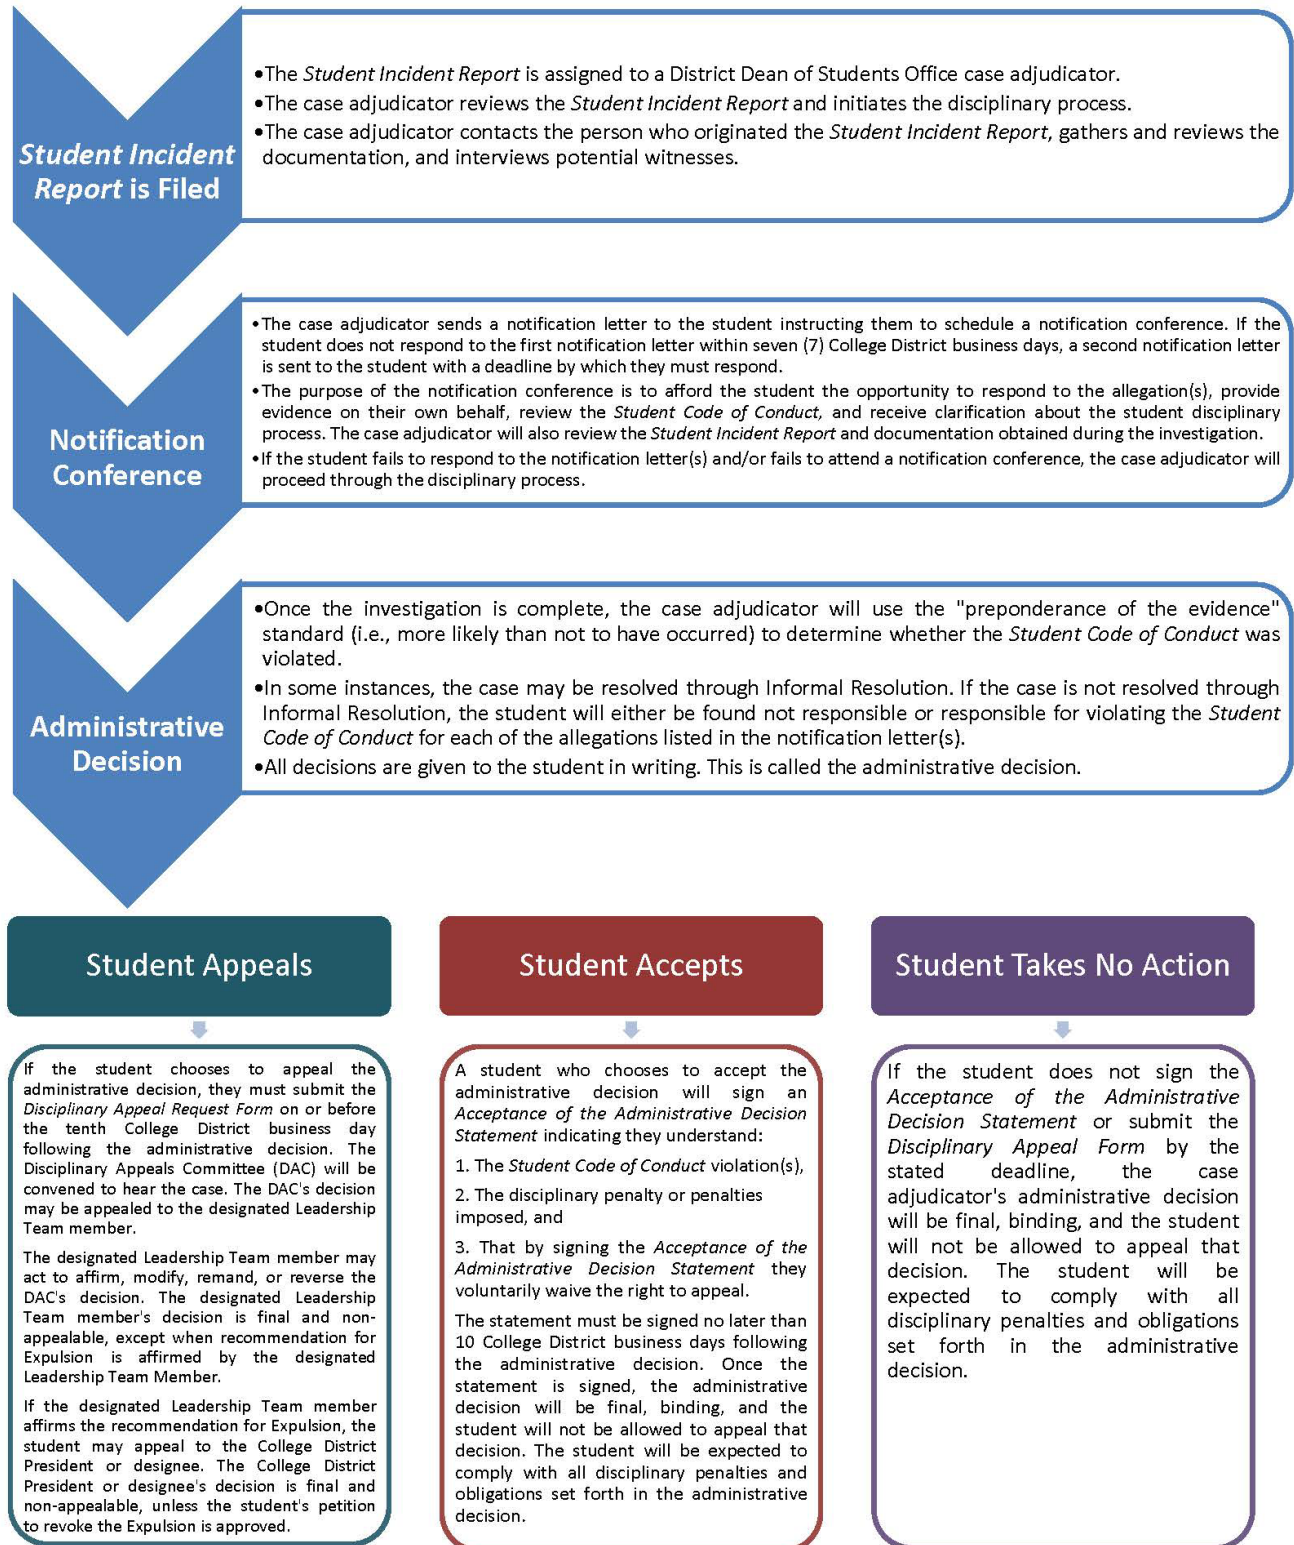 Student Incident
Report is Filed
•The Student Incident Report is assigned to a District Dean of Students Office case adjudicator.
•The case adjudicator reviews the Student Incident Report and initiates the disciplinary process.
•The case adjudicator contacts the person who originated the Student Incident Report, gathers and reviews the
documentation, and interviews potential witnesses.
Notification
Conference
•The case adjudicator sends a notification letter to the student instructing them to schedule a notification conference. If the
student does not respond to the first notification letter within seven (7) College District business days, a second notification letter
is sent to the student with a deadline by which they must respond.
•The purpose of the notification conference is to afford the student the opportunity to respond to the allegation(s), provide
evidence on their own behalf, review the Student Code of Conduct, and receive clarification about the student disciplinary
process. The case adjudicator will also review the Student Incident Report and documentation obtained during the investigation.
•If the student fails to respond to the notification letter(s) and/or fails to attend a notification conference, the case adjudicator will
proceed through the disciplinary process.
Administrative
Decision
•Once the investigation is complete, the case adjudicator will use the "preponderance of the evidence"
standard (i.e., more likely than not to have occurred) to determine whether the Student Code of Conduct was
violated.
•In some instances, the case may be resolved through Informal Resolution. If the case is not resolved through
Informal Resolution, the student will either be found not responsible or responsible for violating the Student
Code of Conduct for each of the allegations listed in the notification letter(s).
•All decisions are given to the student in writing. This is called the administrative decision.
Student Appeals
If the student chooses to appeal the
administrative decision, they must submit the
Disciplinary Appeal Request Form on or before
the tenth College District business day
following the administrative decision. The
Disciplinary Appeals Committee (DAC) will be
convened to hear the case. The DAC's decision
may be appealed to the designated Leadership
Team member.
The designated Leadership Team member may
act to affirm, modify, remand, or reverse the
DAC's decision. The designated Leadership
Team member's decision is final and non-
appealable, except when recommendation for
Expulsion is affirmed by the designated
Leadership Team Member.
If the designated Leadership Team member
affirms the recommendation for Expulsion, the
student may appeal to the College District
President or designee. The College District
President or designee's decision is final and
non-appealable, unless the student's petition
to revoke the Expulsion is approved.
Student Accepts
A student who chooses to accept the
administrative decision will sign an
Acceptance of the Administrative Decision
Statement indicating they understand:
1. The Student Code of Conduct violation(s),
2. The disciplinary penalty or penalties
imposed, and
3. That by signing the Acceptance of the
Administrative Decision Statement they
voluntarily waive the right to appeal.
The statement must be signed no later than
10 College District business days following
the administrative decision. Once the
statement is signed, the administrative
decision will be final, binding, and the
student will not be allowed to appeal that
decision. The student will be expected to
comply with all disciplinary penalties and
obligations set forth in the administrative
decision.
Student Takes No Action
If the student does not sign the
Acceptance of the Administrative
Decision Statement or submit the
Disciplinary Appeal Form by the
stated deadline, the case
adjudicator's administrative decision
will be final, binding, and the student
will not be allowed to appeal that
decision. The student will be
expected to comply with all
disciplinary penalties and obligations
set forth in the administrative
decision.